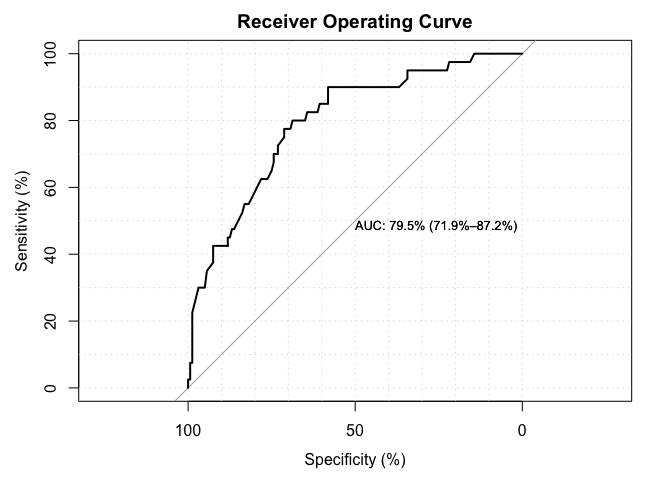 Receiver Operating Curve
Sensitivity (%)
100
80
60
40
20
0
AUC: 79.5% (71.9%–87.2%)
100 50 0
Specificity (%)